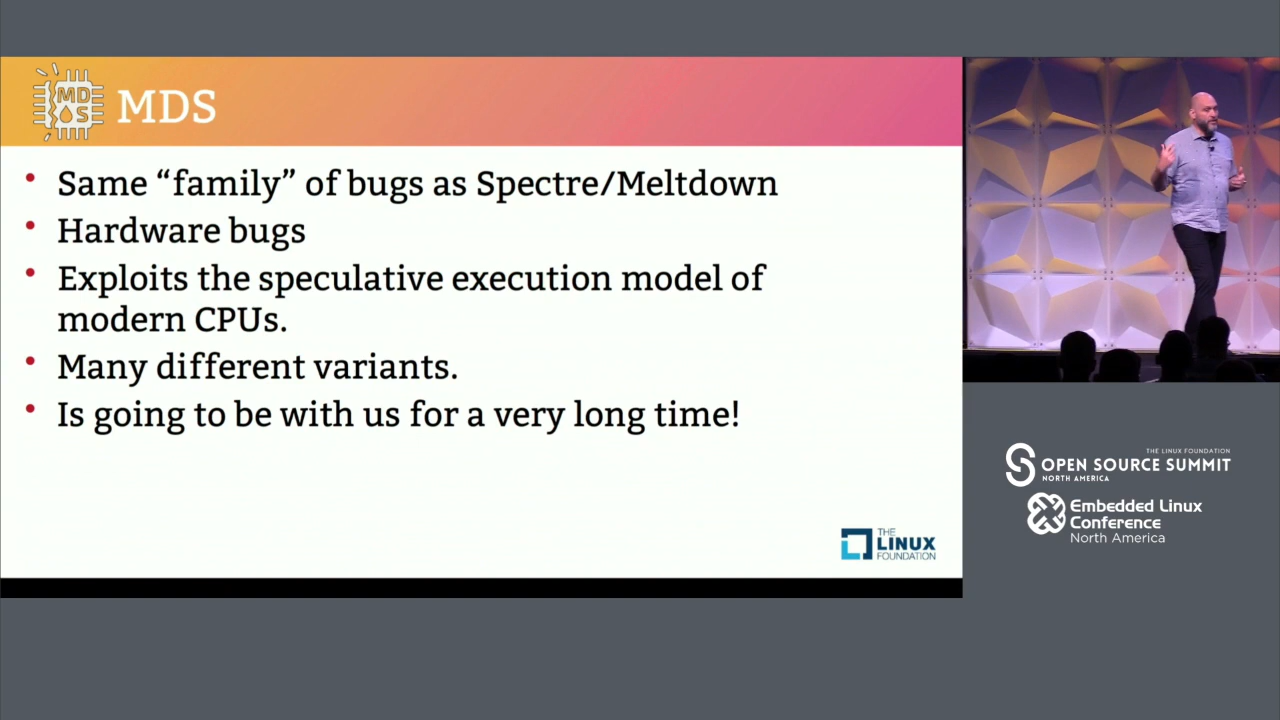 MD
S
MDS
• Same “family” of bugs as Spectre/Meltdown
• Hardware bugs
• Exploits the speculative execution model of
modern CPUs.
• Many different variants.
• Is going to be with us for a very long time!
THE
LINUX
FOUNDATION
THE LINUX FOUNDATION
OPEN SOURCE SUMMIT
NORTH AMERICA
Embedded Linux
Conference
North America